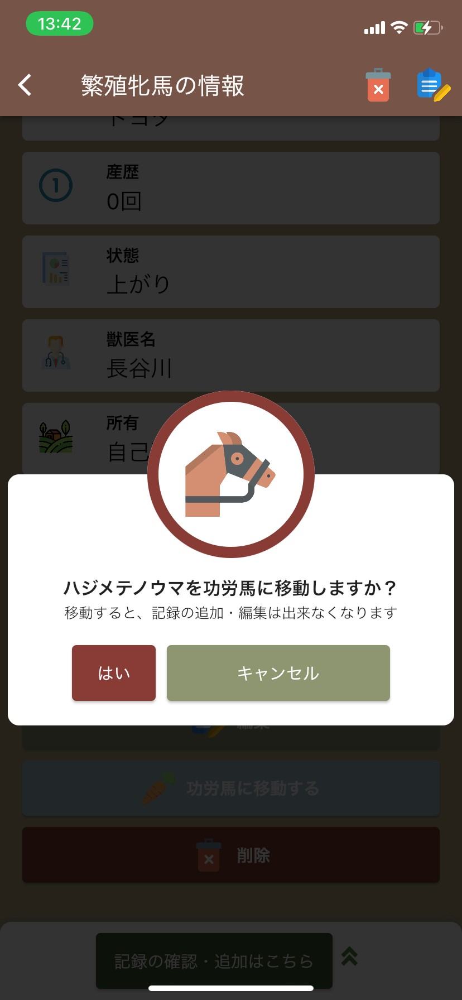 13:42
繁殖牝馬の情報
トヨタ
産歴
0回
状態
上がり
獣医名
長谷川
所有
自己
ハジメテノウマを功労馬に移動しますか？
移動すると、記録の追加・編集は出来なくなります
はい
キャンセル
編集
功労馬に移動する
削除
記録の確認・追加はこちら